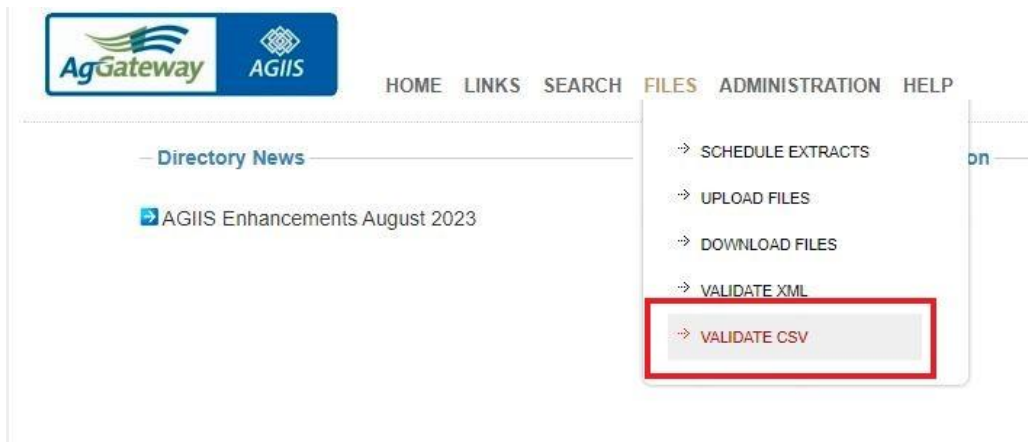 AgGateway
AGIIS
HOME LINKS SEARCH FILES ADMINISTRATION HELP
Directory News
on
SCHEDULE EXTRACTS
UPLOAD FILES
AGIIS Enhancements August 2023
DOWNLOAD FILES
VALIDATE XML
VALIDATE CSV